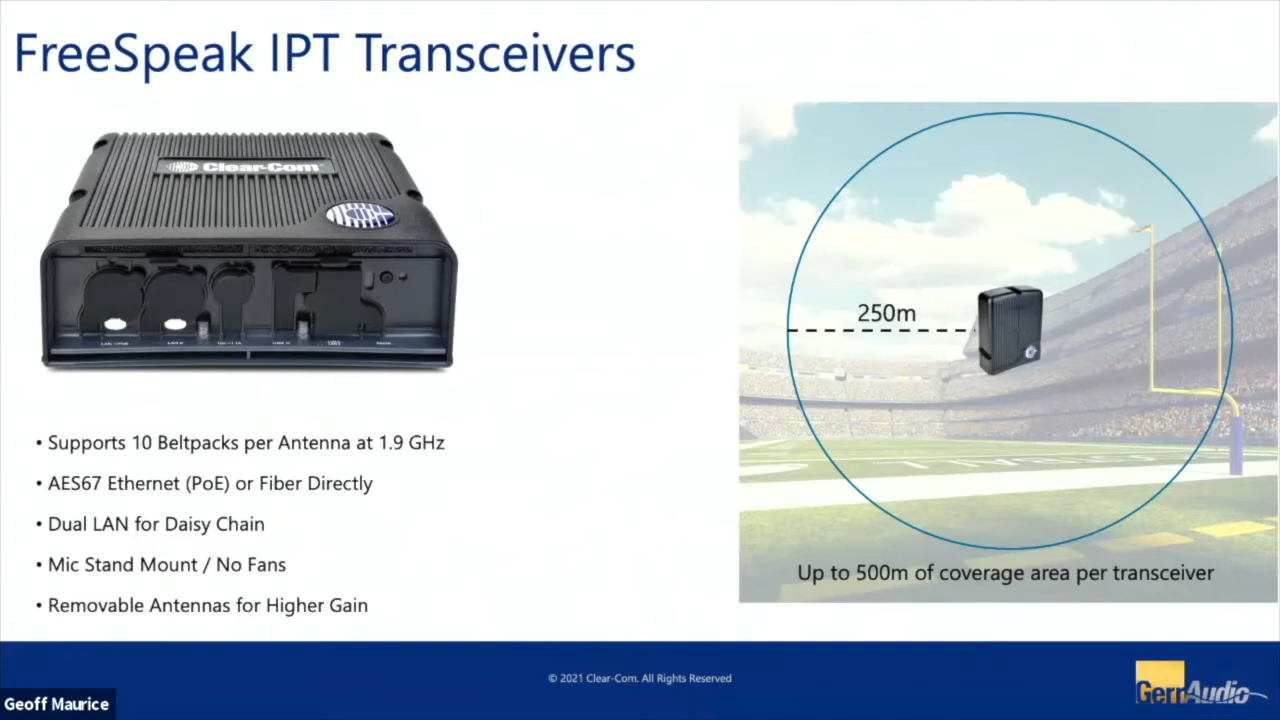 FreeSpeak IPT Transceivers
Clear-Com
250m
• Supports 10 Beltpacks per Antenna at 1.9 GHz
• AES67 Ethernet (PoE) or Fiber Directly
• Dual LAN for Daisy Chain
• Mic Stand Mount / No Fans
• Removable Antennas for Higher Gain
Up to 500m of coverage area per transceiver
© 2021 Clear-Com. All Rights Reserved
GerrAudio
Geoff Maurice